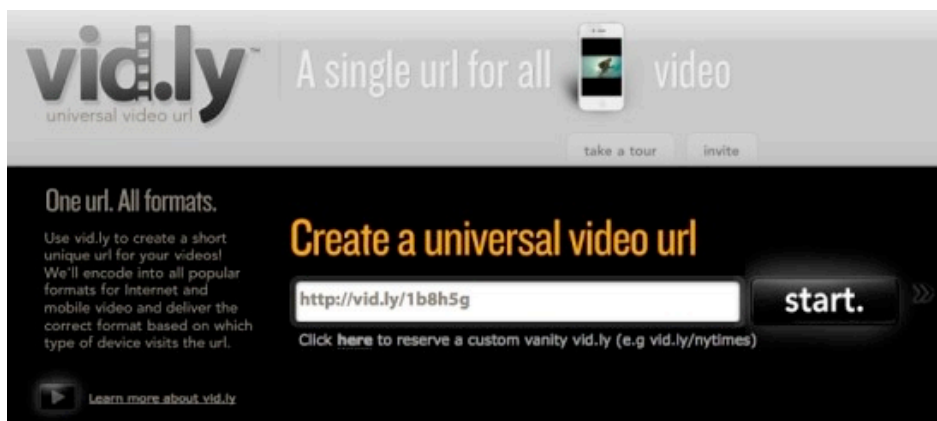 vid.ly™
universal video url
A single url for all video
take a tour
invite
One url. All formats.
Use vid.ly to create a short
unique url for your videos!
We'll encode into all popular
formats for Internet and
mobile video and deliver the
correct format based on which
type of device visits the url.
Learn more about vid.ly
Create a universal video url
http://vid.ly/1b8h5g
start.
Click here to reserve a custom vanity vid.ly (e.g vid.ly/nytimes)